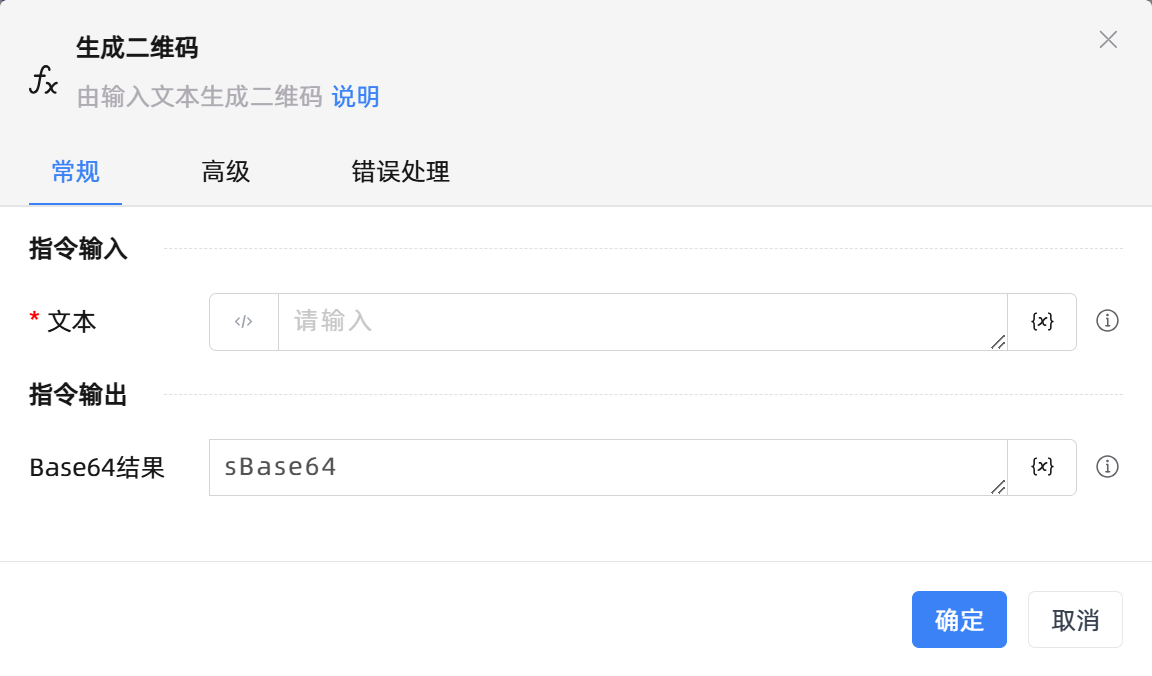 生成二维码
fx
由输入文本生成二维码 说明
常规 高级 错误处理
指令输入
* 文本 </> 请输入 {x}
指令输出
Base64结果 sBase64 {x}
确定 取消